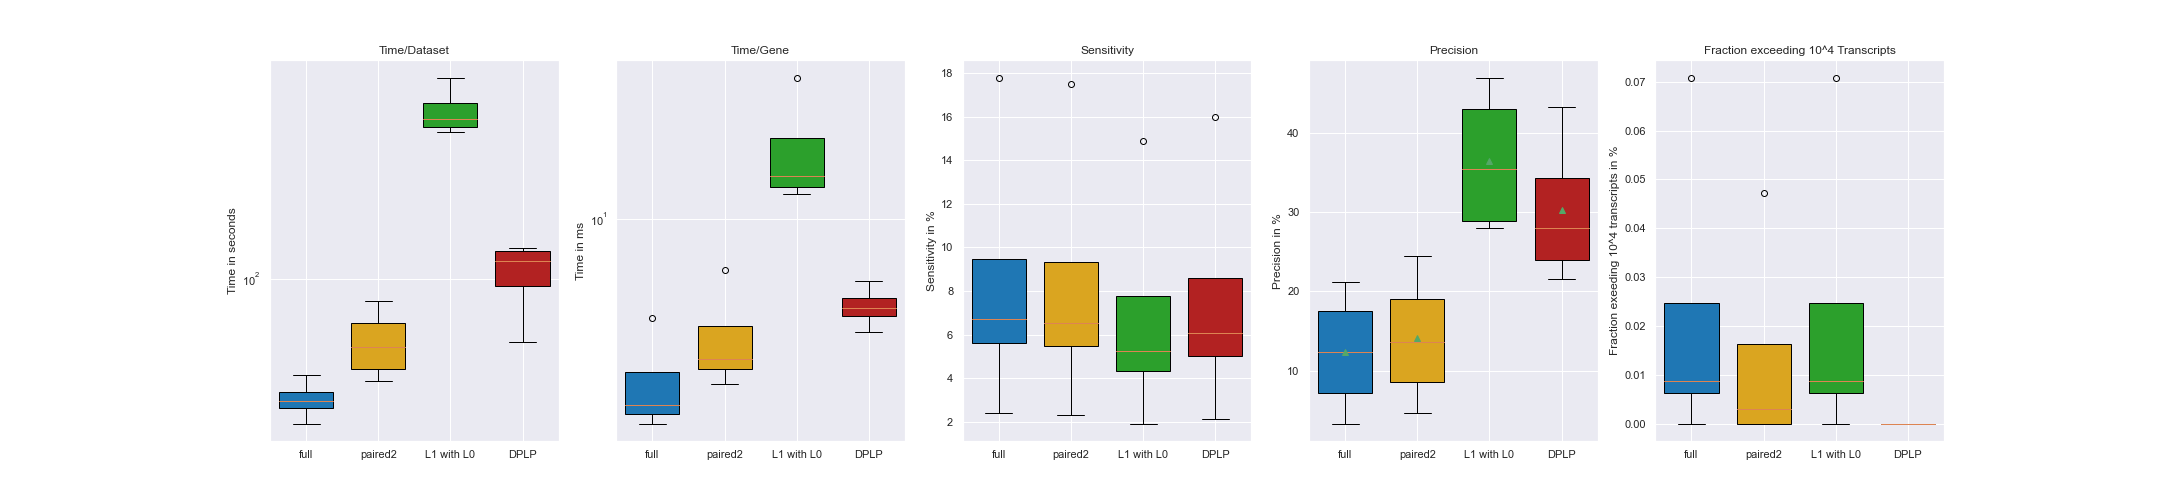 Time/Dataset
Time in seconds
10^2
full paired2 L1 with L0 DPLP
Time/Gene
Time in ms
10^1
full paired2 L1 with L0 DPLP
Sensitivity
Sensitivity in %
18
16
14
12
10
8
6
4
2
full paired2 L1 with L0 DPLP
Precision
Precision in %
40
30
20
10
full paired2 L1 with L0 DPLP
Fraction exceeding 10^4 Transcripts
Fraction exeeding 10^4 transcripts in %
0.07
0.06
0.05
0.04
0.03
0.02
0.01
0.00
full paired2 L1 with L0 DPLP